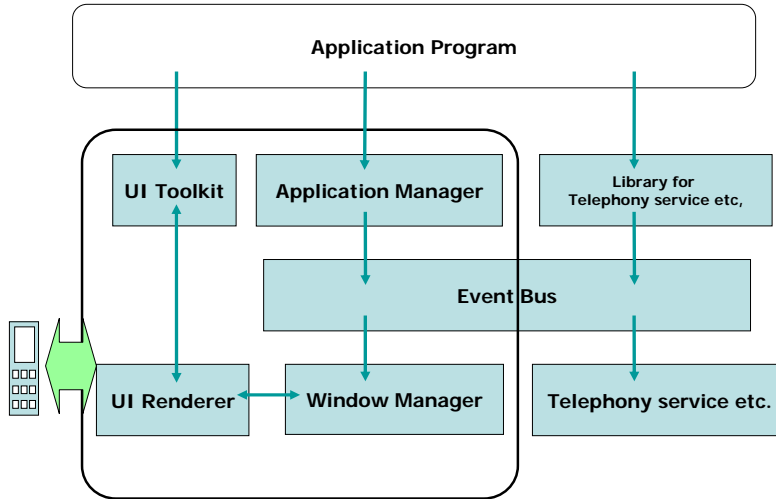 Application Program
UI Toolkit
Application Manager
Library for
Telephony service etc,
Event Bus
UI Renderer
Window Manager
Telephony service etc.